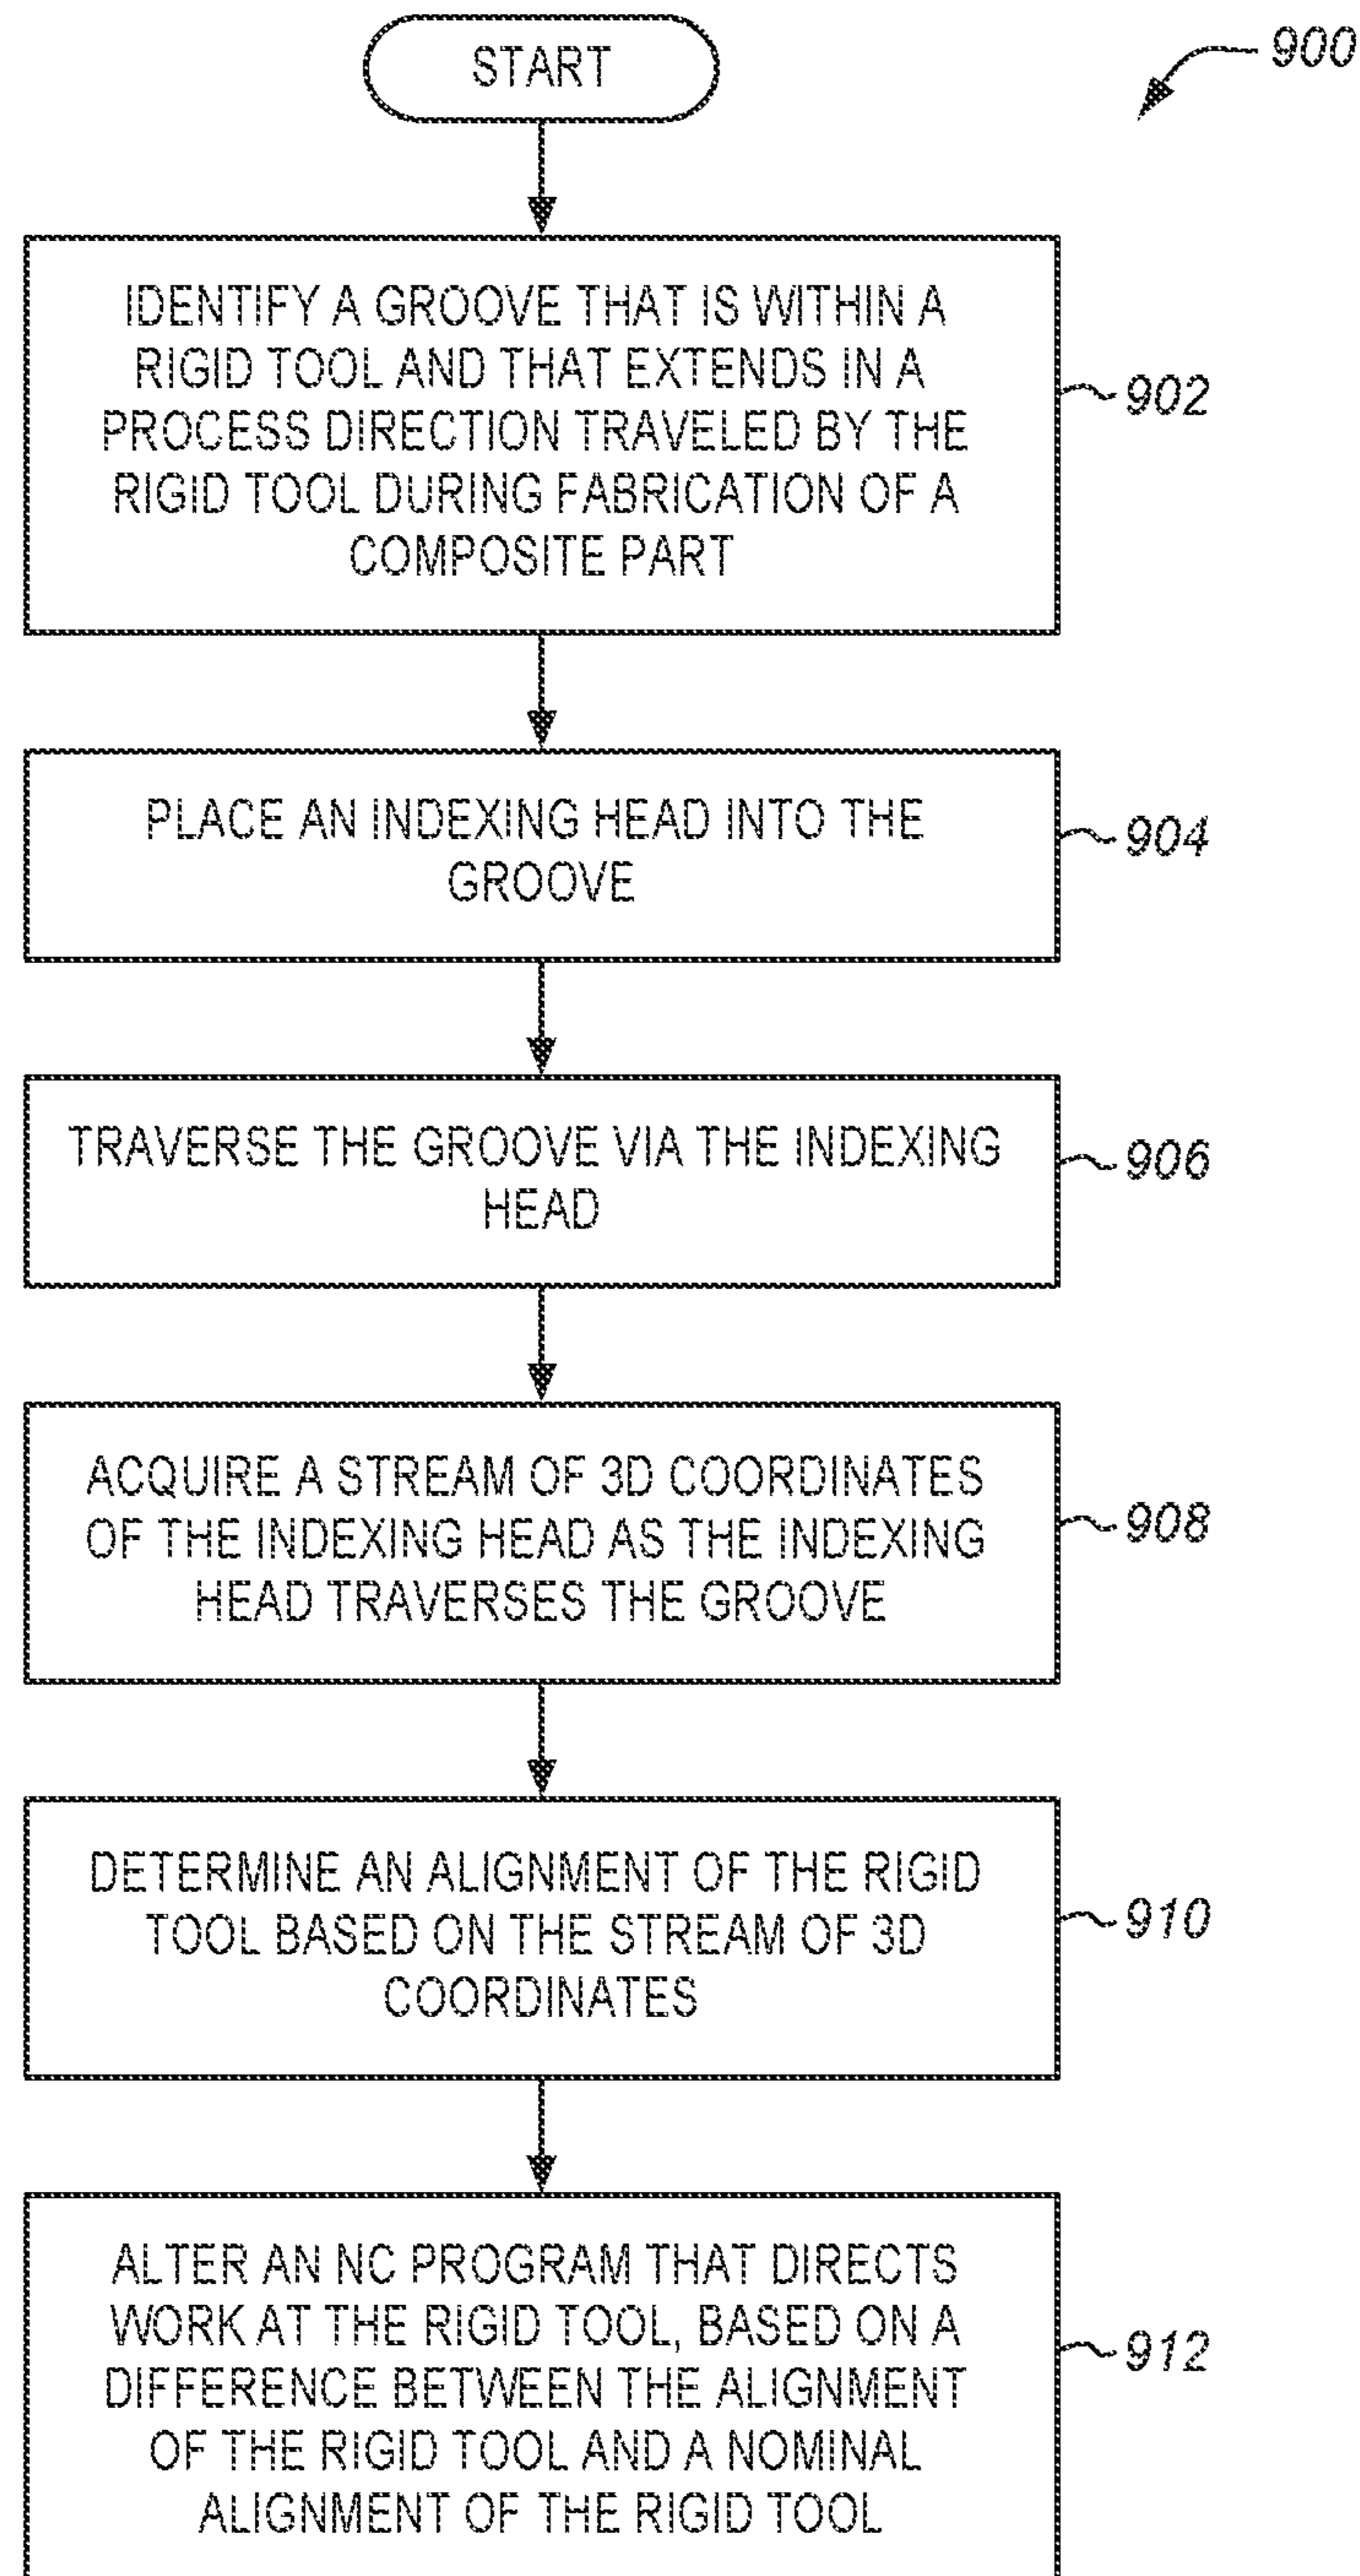 START
900
IDENTIFY A GROOVE THAT IS WITHIN A
RIGID TOOL AND THAT EXTENDS IN A
PROCESS DIRECTION TRAVELED BY THE
RIGID TOOL DURING FABRICATION OF A
COMPOSITE PART
902
PLACE AN INDEXING HEAD INTO THE
GROOVE
904
TRAVERSE THE GROOVE VIA THE INDEXING
HEAD
906
ACQUIRE A STREAM OF 3D COORDINATES
OF THE INDEXING HEAD AS THE INDEXING
HEAD TRAVERSES THE GROOVE
908
DETERMINE AN ALIGNMENT OF THE RIGID
TOOL BASED ON THE STREAM OF 3D
COORDINATES
910
ALTER AN NC PROGRAM THAT DIRECTS
WORK AT THE RIGID TOOL, BASED ON A
DIFFERENCE BETWEEN THE ALIGNMENT
OF THE RIGID TOOL AND A NOMINAL
ALIGNMENT OF THE RIGID TOOL
912